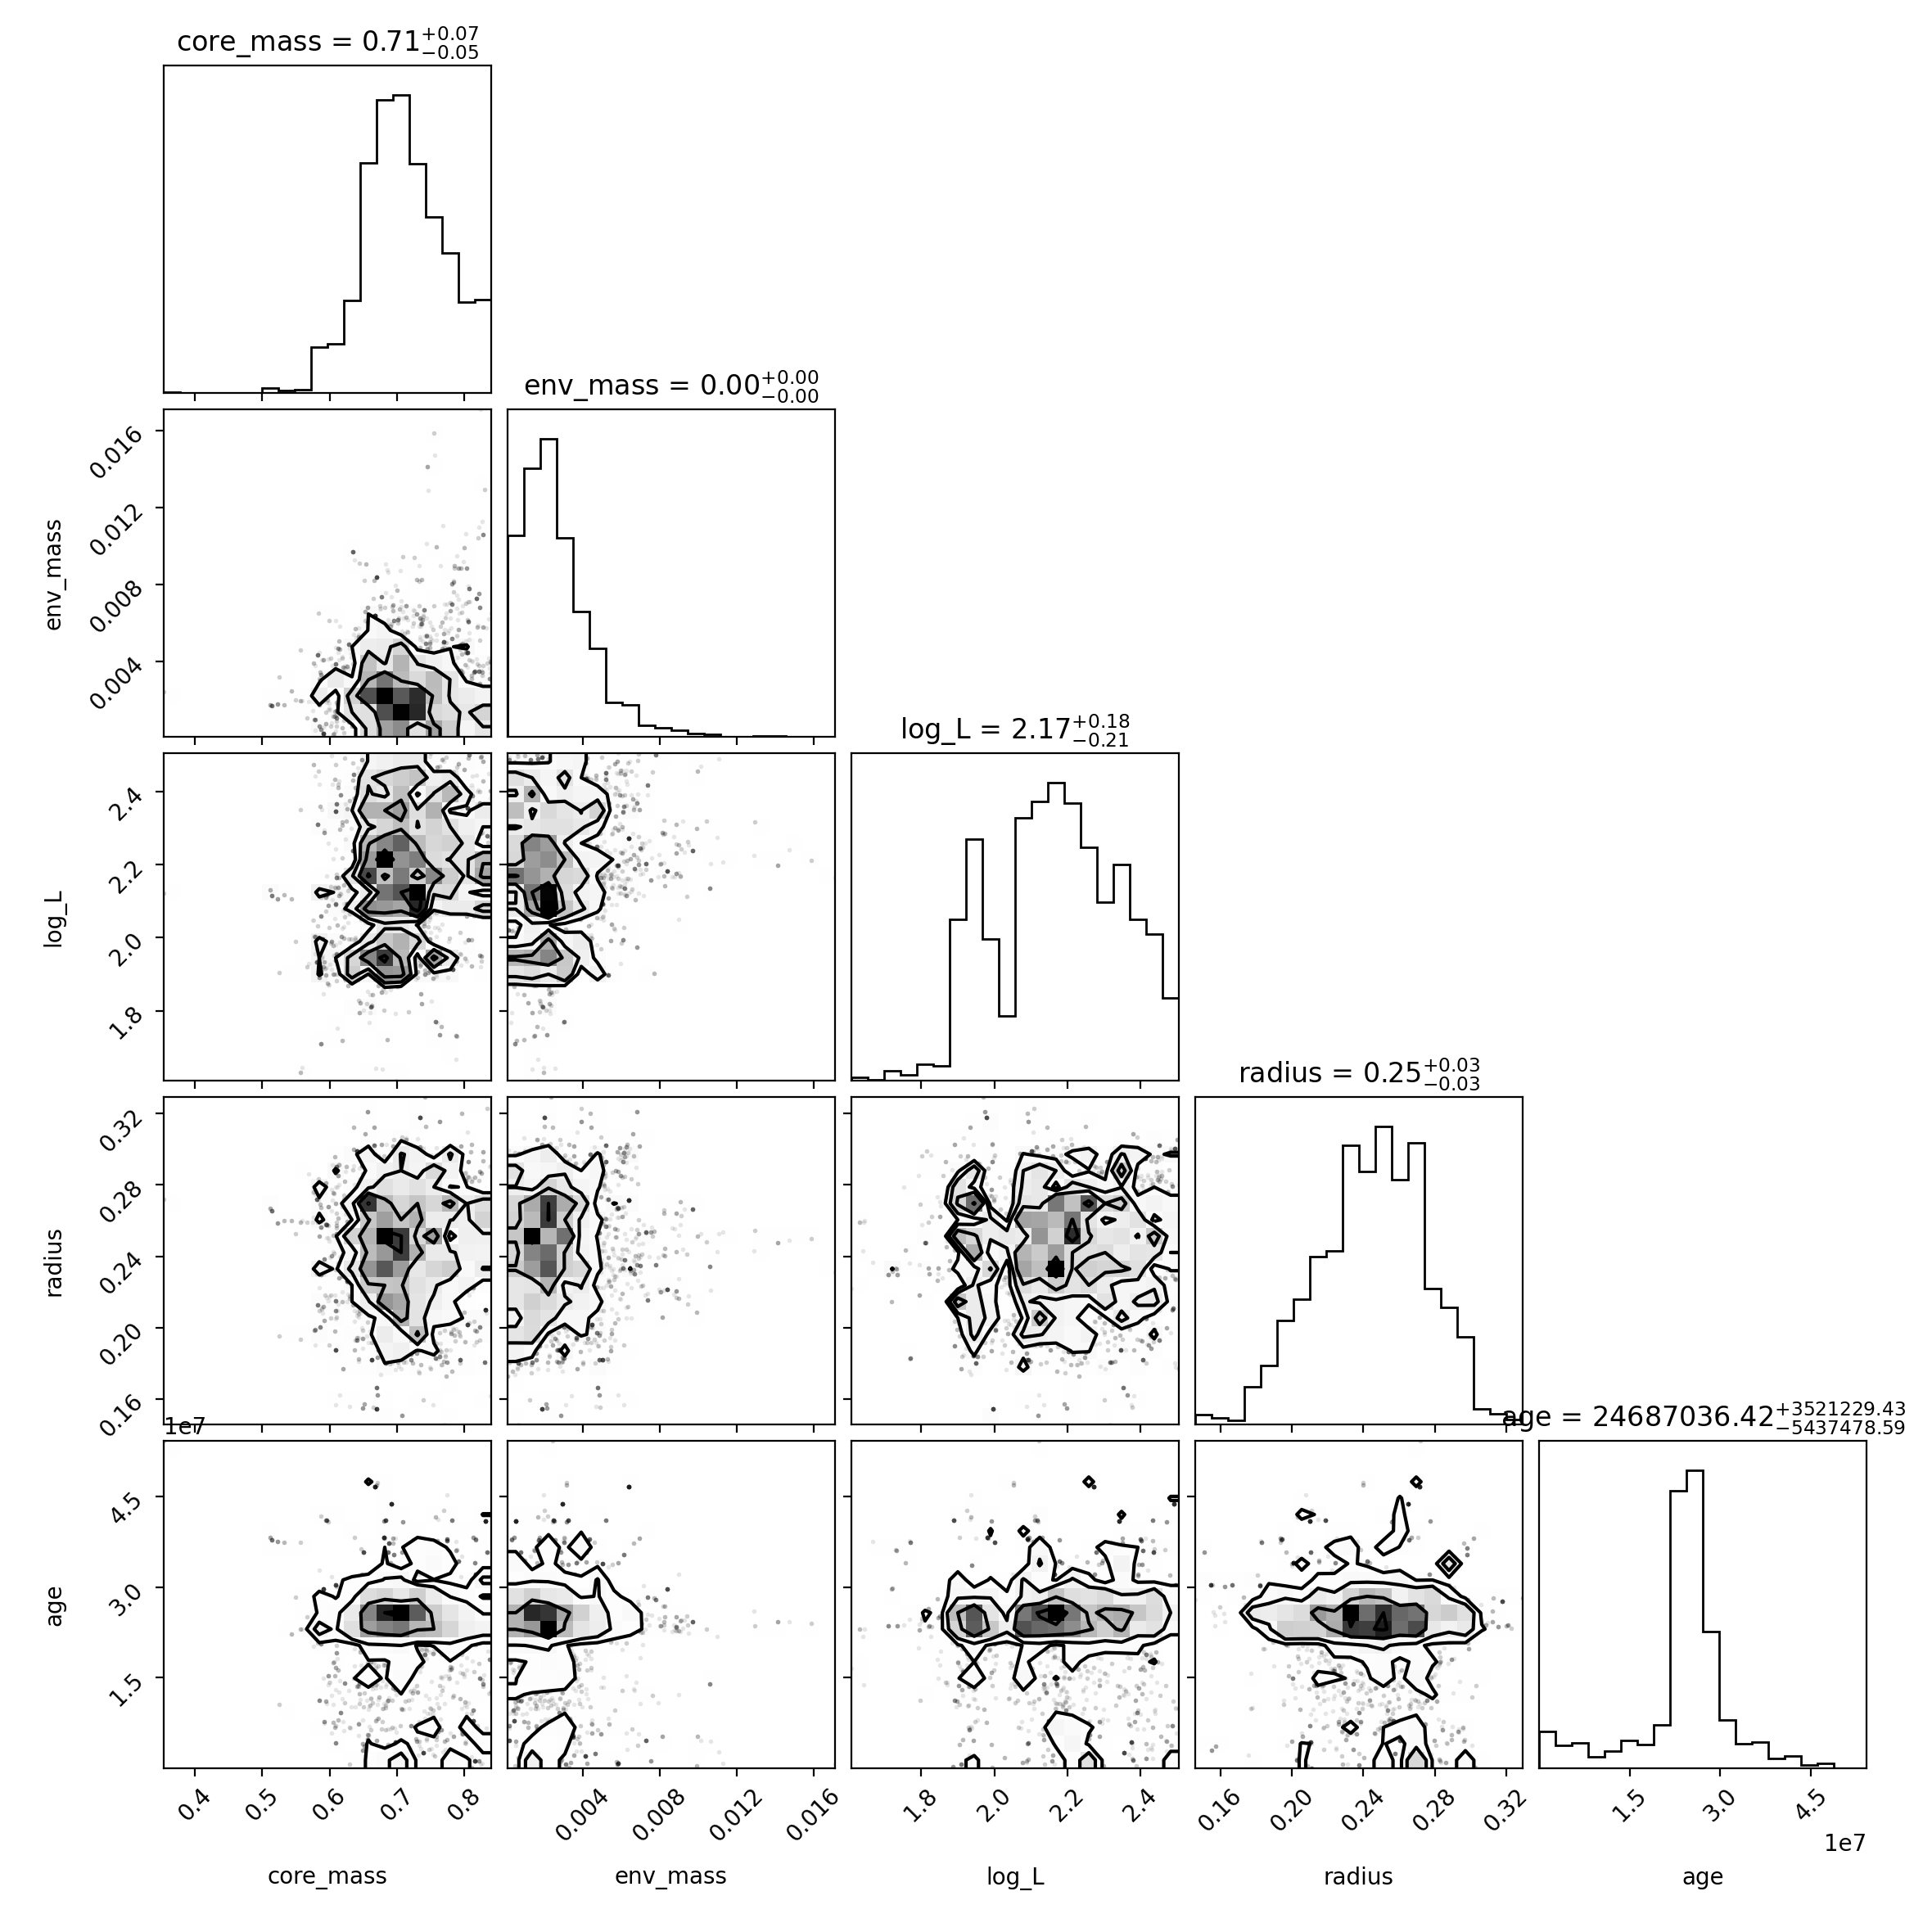 core_mass = 0.71+0.07−0.05
env_mass = 0.00+0.00−0.00
env_mass
0.016
0.012
0.008
0.004
log_L = 2.17+0.18−0.21
log_L
2.4
2.2
2.0
1.8
radius = 0.25+0.03−0.03
radius
0.32
0.28
0.24
0.20
0.16
1e7
age = 24687036.42+3521229.43−5437478.59
age
4.5
3.0
1.5
0.4 0.5 0.6 0.7 0.8 0.004 0.008 0.012 0.016 1.8 2.0 2.2 2.4 0.16 0.20 0.24 0.28 0.32 1.5 3.0 4.5
1e7
core_mass env_mass log_L radius age